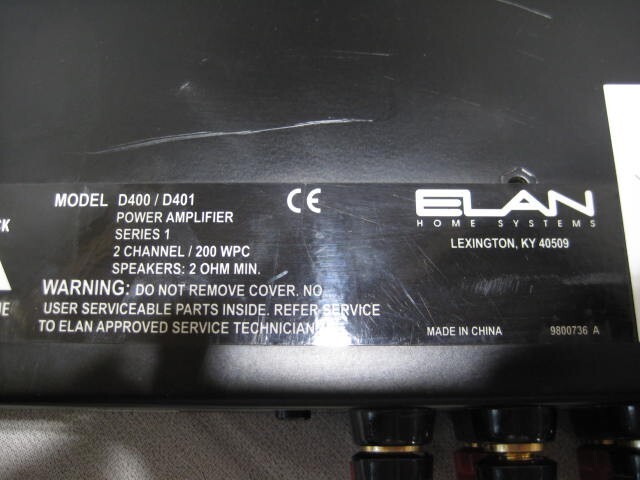 MODEL D400 / D401
POWER AMPLIFIER
SERIES 1
2 CHANNEL / 200 WPC
SPEAKERS: 2 OHM MIN.
WARNING: DO NOT REMOVE COVER. NO
USER SERVICEABLE PARTS INSIDE. REFER SERVICE
TO ELAN APPROVED SERVICE TECHNICIAN
CE
ELAN
HOME SYSTEMS
LEXINGTON, KY 40509
MADE IN CHINA
9800736 A